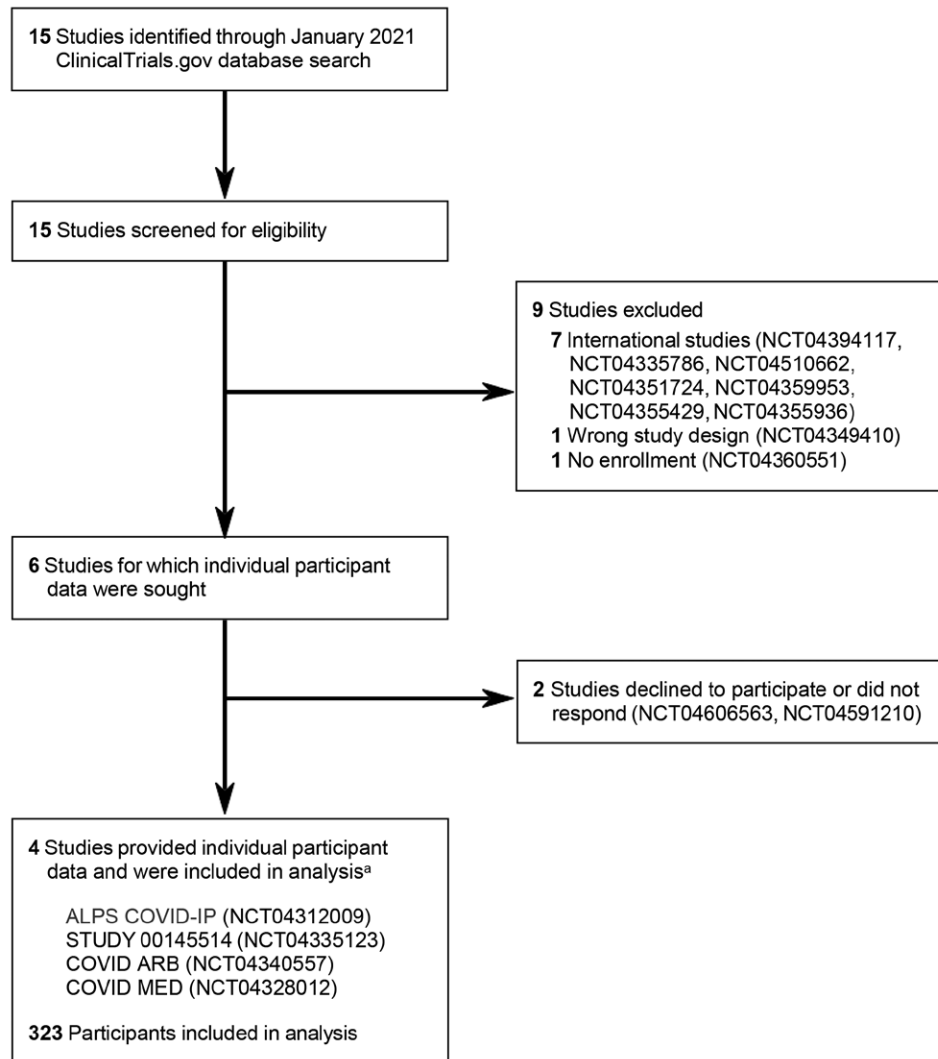 15 Studies identified through January 2021
ClinicalTrials.gov database search
15 Studies screened for eligibility
9 Studies excluded
7 International studies (NCT04394117,
NCT04335786, NCT04510662,
NCT04351724, NCT04359953,
NCT04355429, NCT04355936)
1 Wrong study design (NCT04349410)
1 No enrollment (NCT04360551)
6 Studies for which individual participant
data were sought
2 Studies declined to participate or did not
respond (NCT04606563, NCT04591210)
4 Studies provided individual participant
data and were included in analysisᵃ
ALPS COVID-IP (NCT04312009)
STUDY 00145514 (NCT04335123)
COVID ARB (NCT04340557)
COVID MED (NCT04328012)
323 Participants included in analysis